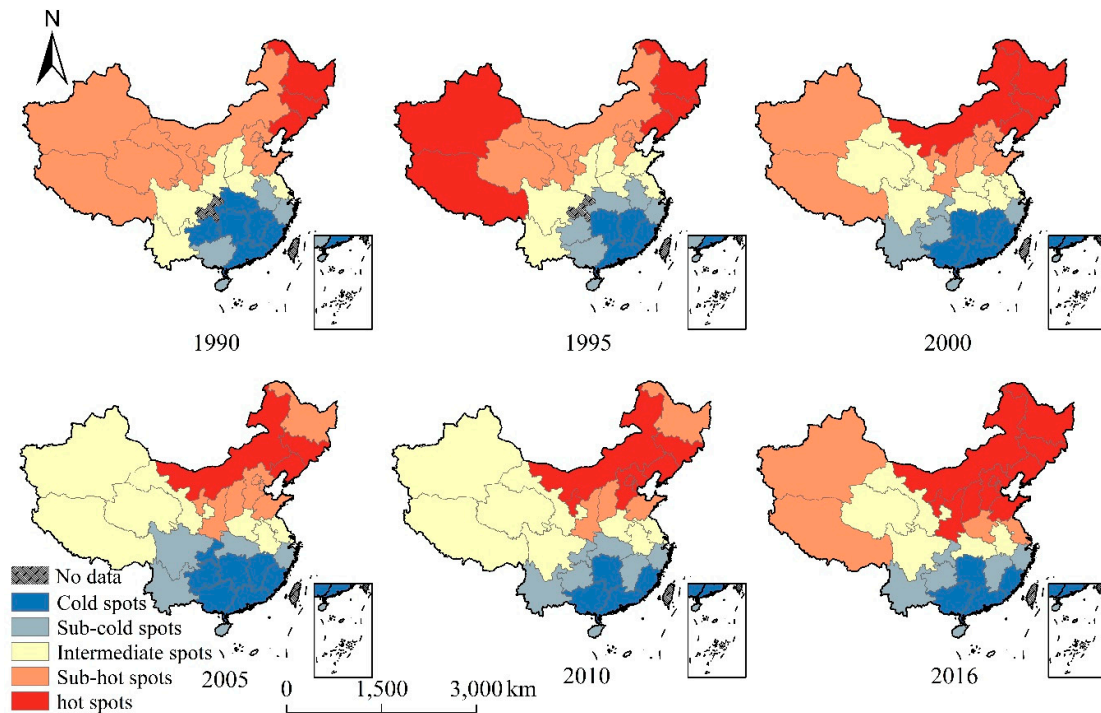 N
1990
1995
2000
No data
Cold spots
Sub-cold spots
Intermediate spots
Sub-hot spots
hot spots
2005
2010
2016
0 1,500 3,000 km